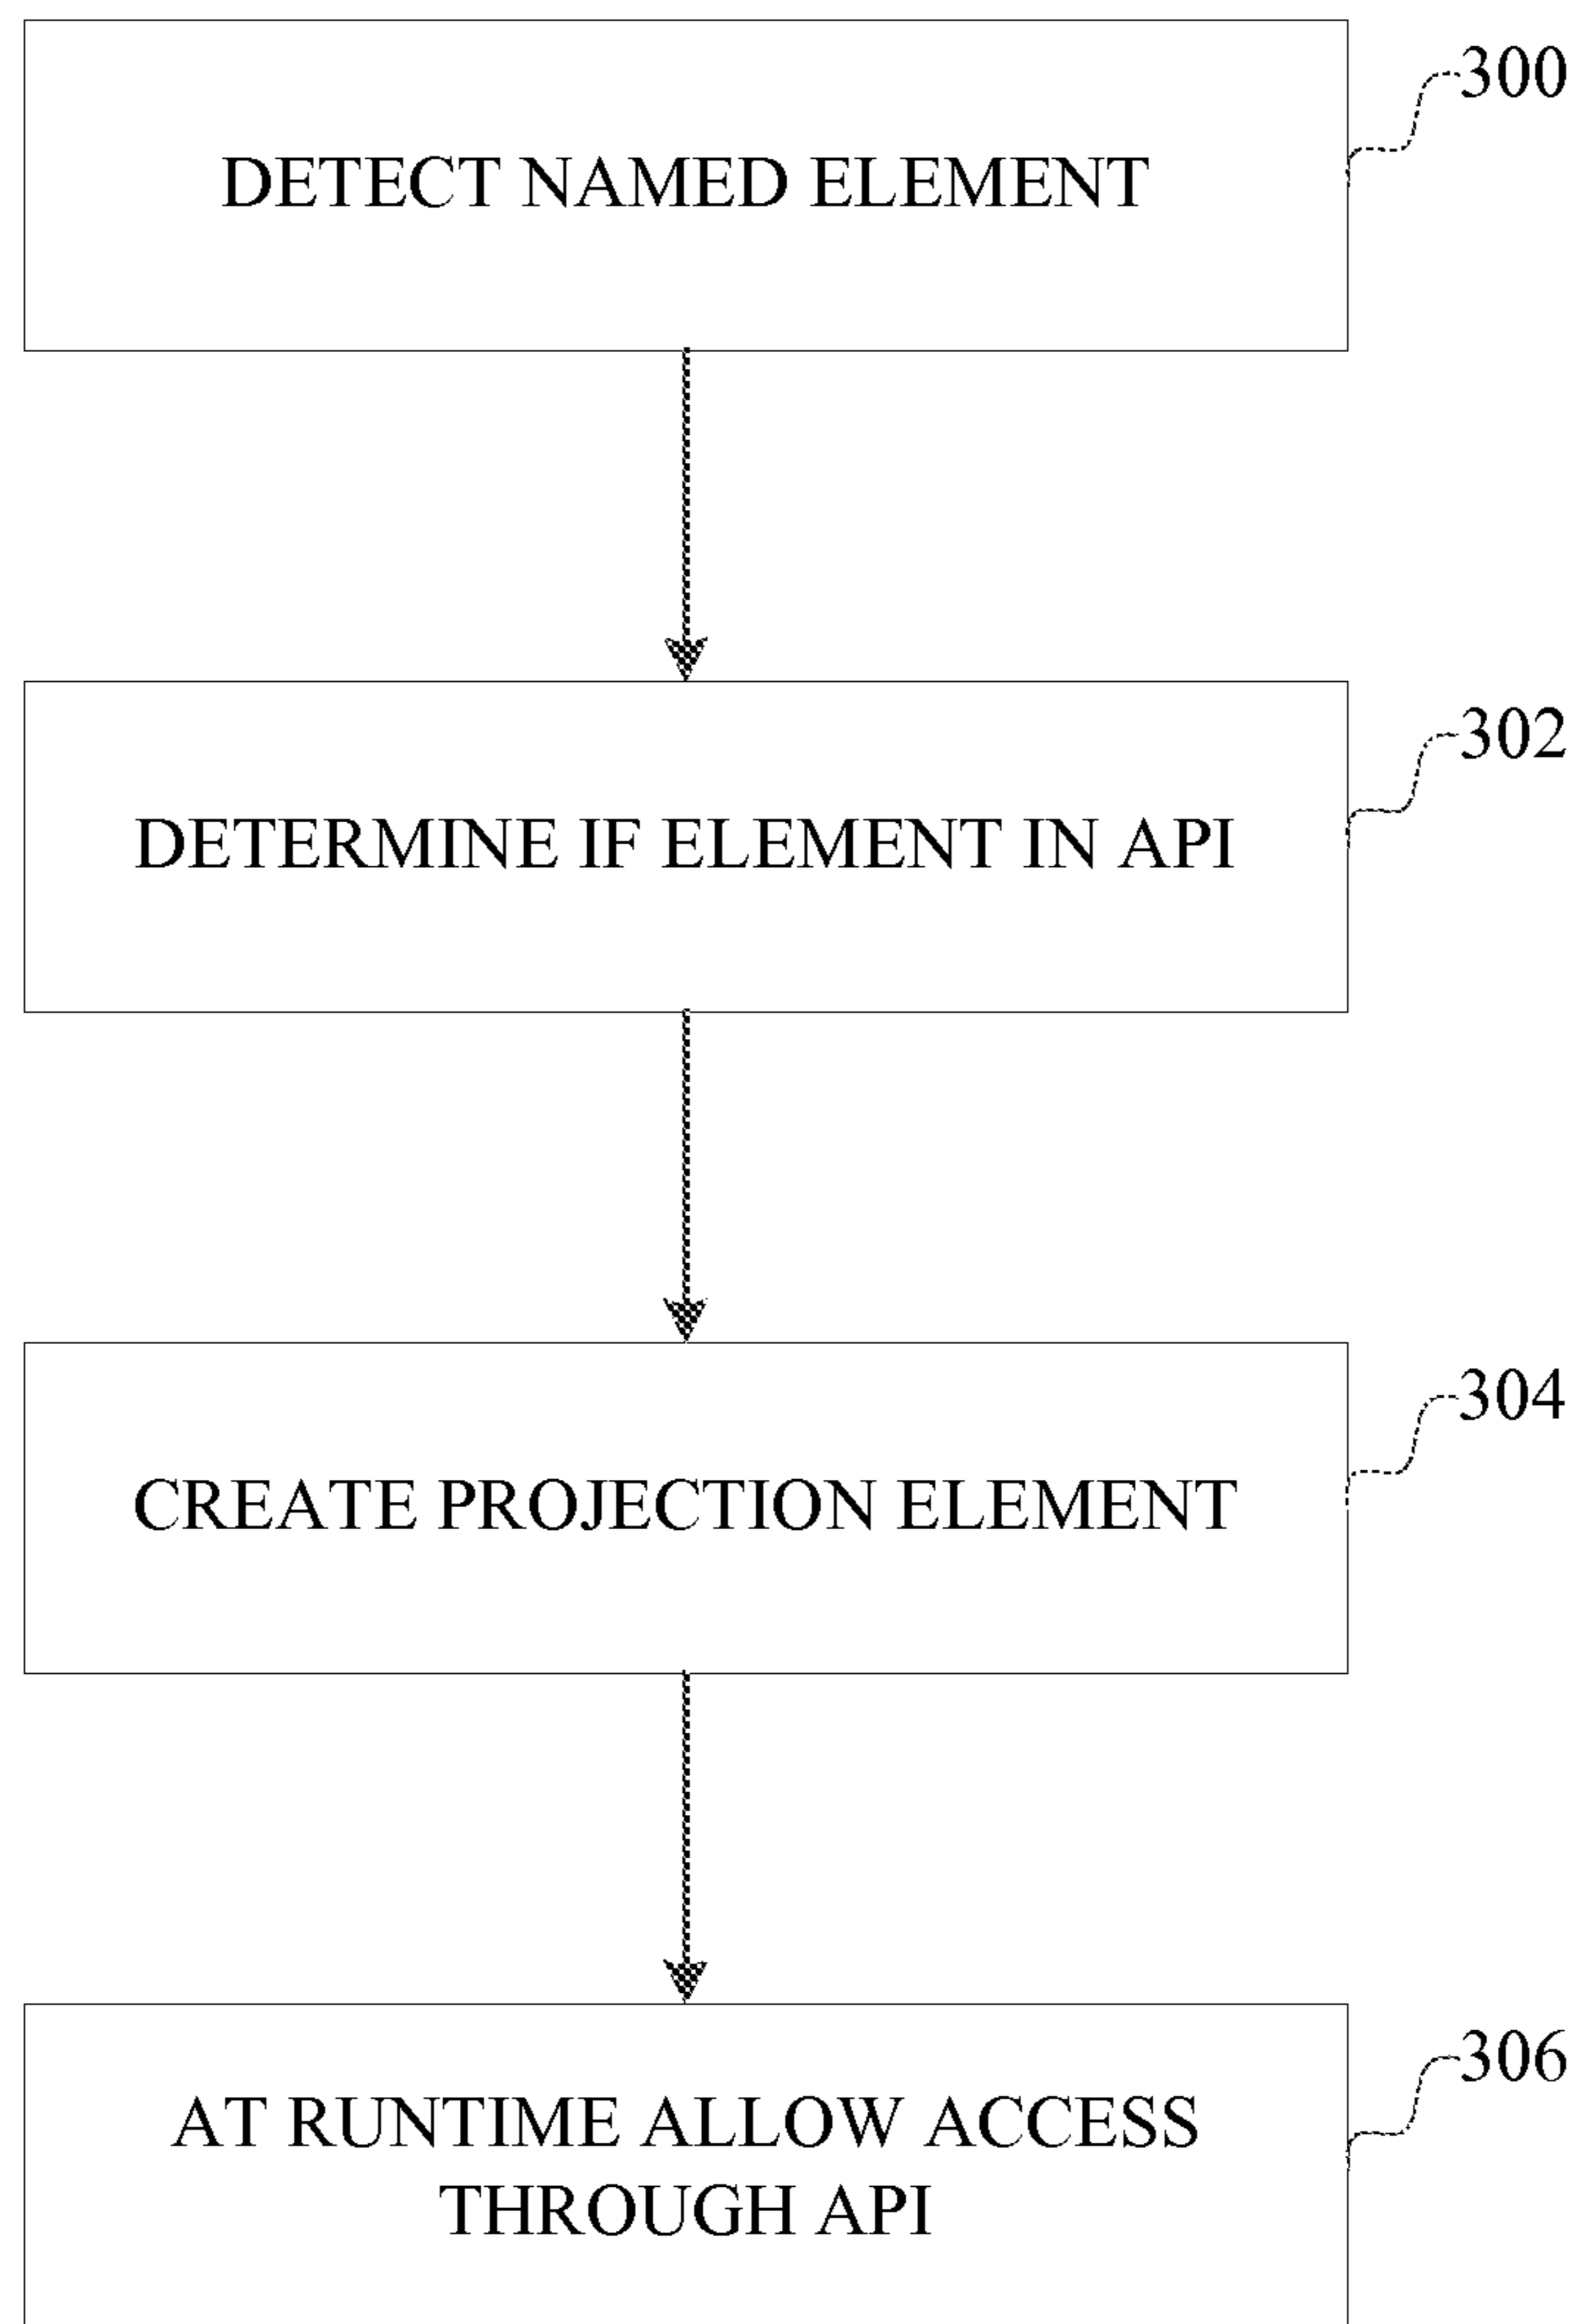 300
DETECT NAMED ELEMENT
302
DETERMINE IF ELEMENT IN API
304
CREATE PROJECTION ELEMENT
306
AT RUNTIME ALLOW ACCESS
THROUGH API